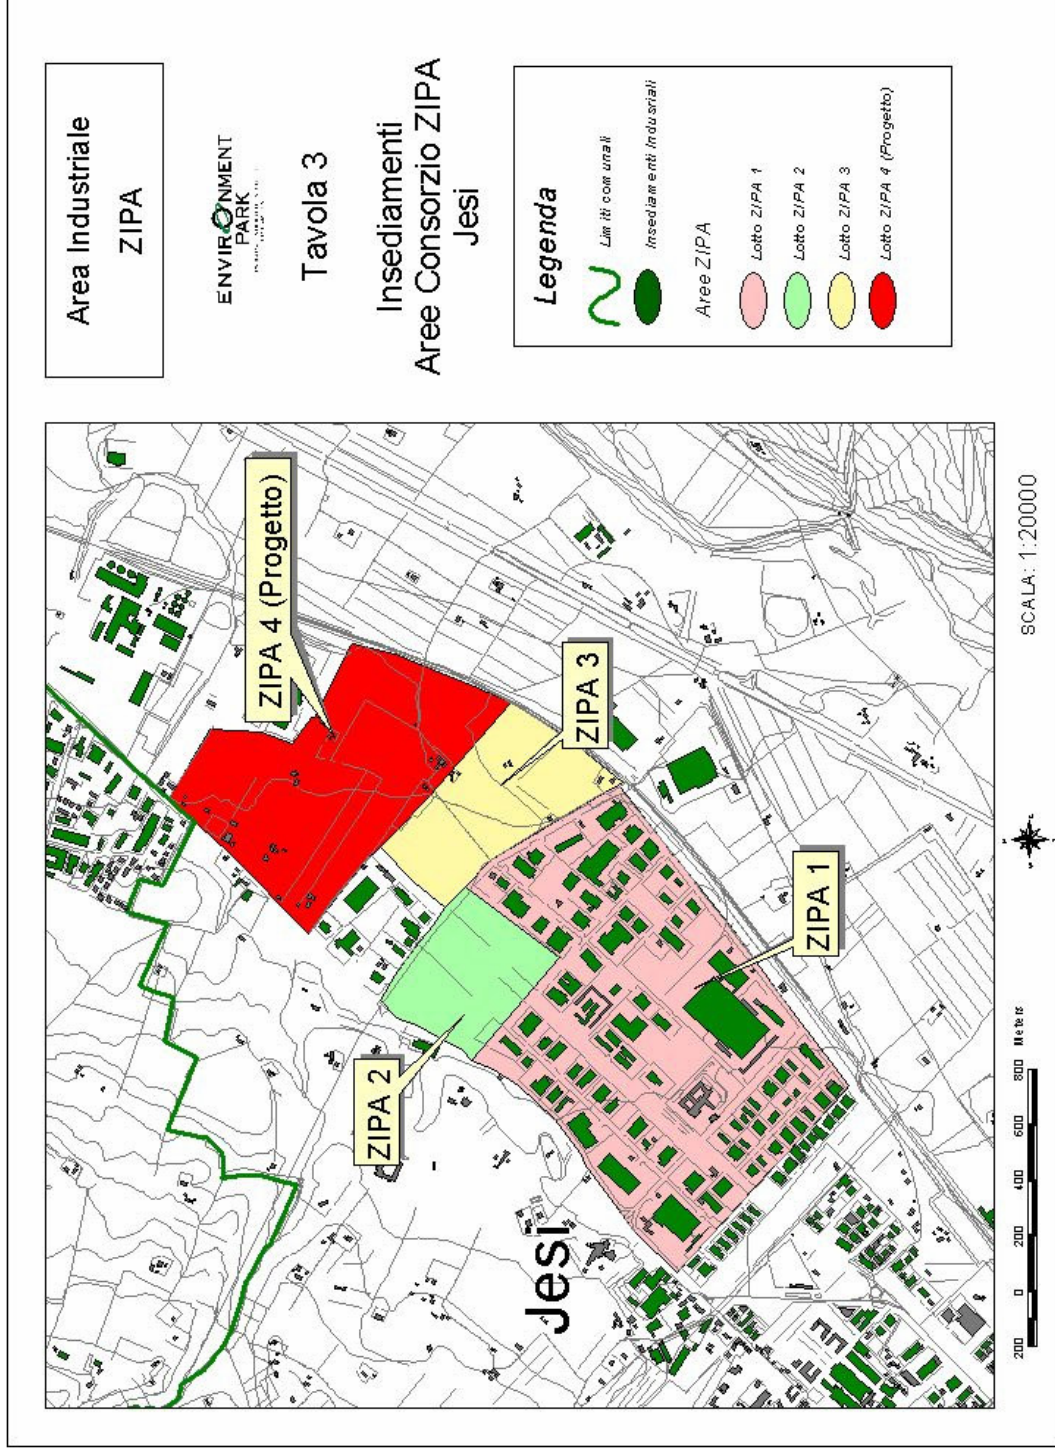 Area Industriale
ZIPA
ENVIRONMENT
PARK
Tavola 3
Insediamenti
Aree Consorzio ZIPA
Jesi
Legenda
Limiti comunali
Insediamenti Indusriali
Aree ZIPA
Lotto ZIPA 1
Lotto ZIPA 2
Lotto ZIPA 3
Lotto ZIPA 4 (Progetto)
ZIPA 4 (Progetto)
ZIPA 3
ZIPA 2
ZIPA 1
Jesi
200 0 200 400 600 800 Meters
SCALA: 1:20000